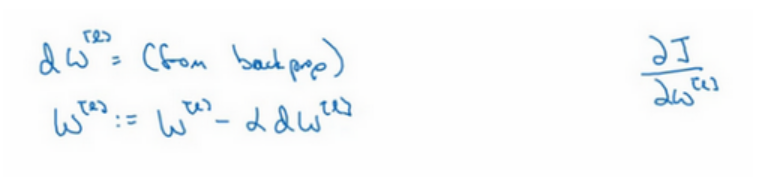 dW^[l] = (from backprop)
W^[l] := W^[l] - α dW^[l]
∂J / ∂W^[l]